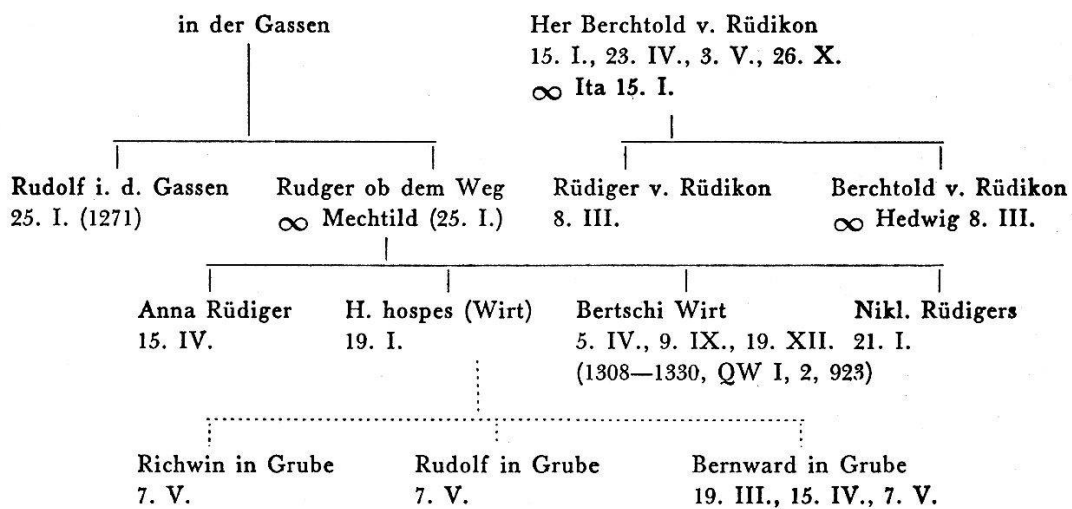 in der Gassen
Her Berchtold v. Rüdikon
15. I., 23. IV., 3. V., 26. X.
∞ Ita 15. I.
Rudolf i. d. Gassen
25. I. (1271)
Rudger ob dem Weg
∞ Mechtild (25. I.)
Rüdiger v. Rüdikon
8. III.
Berchtold v. Rüdikon
∞ Hedwig 8. III.
Anna Rüdiger
15. IV.
H. hospes (Wirt)
19. I.
Bertschi Wirt
5. IV., 9. IX., 19. XII.
(1308—1330, QW I, 2, 923)
Nikl. Rüdigers
21. I.
Richwin in Grube
7. V.
Rudolf in Grube
7. V.
Bernward in Grube
19. III., 15. IV., 7. V.